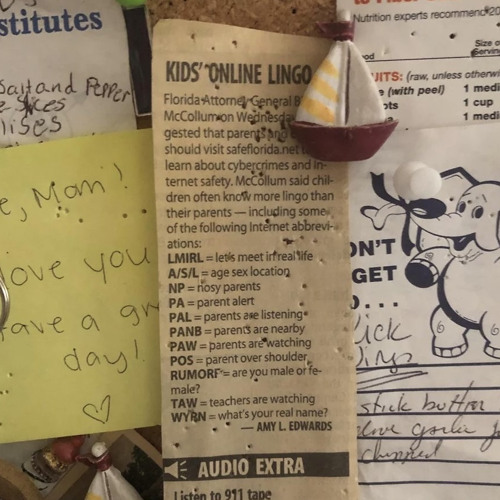 stitutes
Salt and Pepper
KIDS' ONLINE LINGO
Florida Attorney General B
McCollum on Wednesday
gested that parents and
should visit safeflorida.net
learn about cybercrimes and in-
ternet safety. McCollum said chil-
dren often know more lingo than
their parents — including some
of the following Internet abbrevi-
ations:
LMIRL = let's meet in real life
A/S/L = age sex location
NP = nosy parents
PA = parent alert
PAL = parents are listening
PANB = parents are nearby
PAW = parents are watching
POS = parent over shoulder
RUMORF = are you male or fe-
male?
TAW = teachers are watching
WYRN = what's your real name?
— AMY L. EDWARDS
AUDIO EXTRA
Listen to 911 tape
e, Mom!
love you
have a gr
day!
Nutrition experts recommend
Size o
ood Serving
UITS: (raw, unless otherwi
e (with peel) 1 medi
ots 1 cup
1 medi
ON'T
GET
O...
stick butter